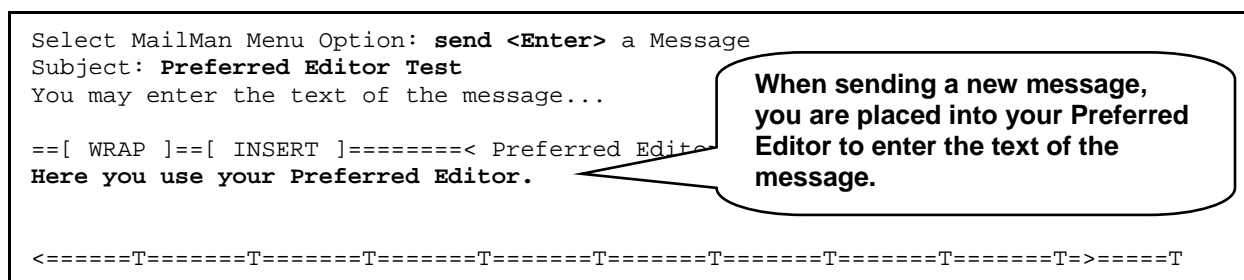 Select MailMan Menu Option: send <Enter> a Message
Subject: Preferred Editor Test
You may enter the text of the message...
==[ WRAP ]==[ INSERT ]========< Preferred Edito
Here you use your Preferred Editor.
When sending a new message,
you are placed into your Preferred
Editor to enter the text of the
message.
<======T=======T=======T=======T=======T=======T=======T=======T=======T=>=====T